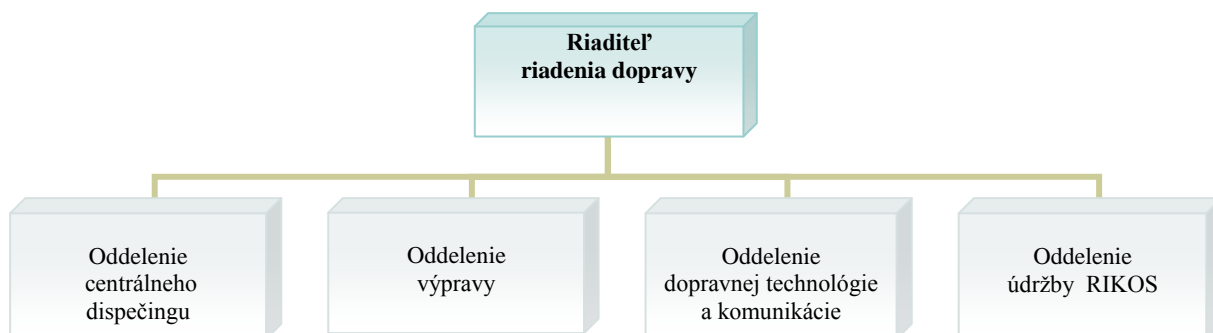 Riaditeľ
riadenia dopravy
Oddelenie
centrálneho
dispečingu
Oddelenie
výpravy
Oddelenie
dopravnej technológie
a komunikácie
Oddelenie
údržby RIKOS